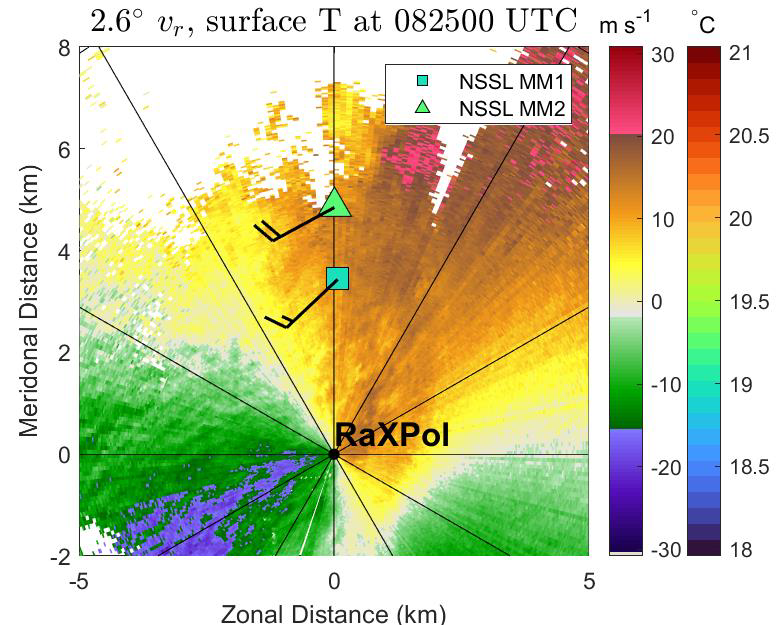 2.6° v_r, surface T at 082500 UTC
m s⁻¹
°C
NSSL MM1
NSSL MM2
RaXPol
Meridonal Distance (km)
8
6
4
2
0
-2
-5
0
5
Zonal Distance (km)
30
20
10
0
-10
-20
-30
21
20.5
20
19.5
19
18.5
18